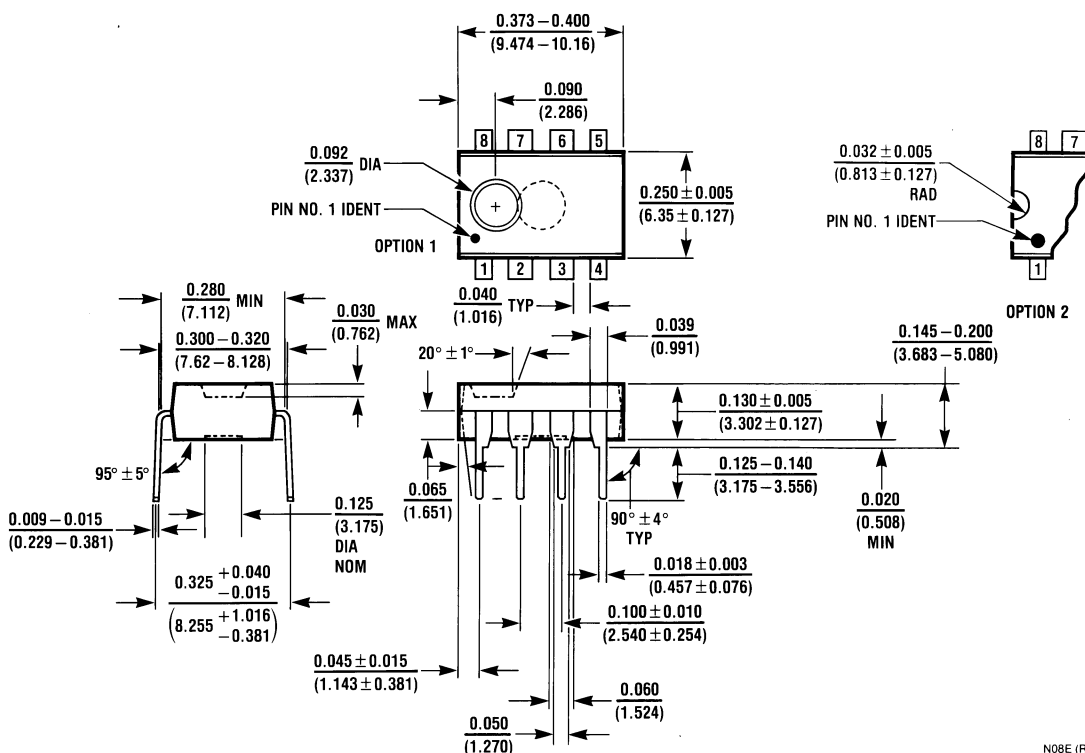 0.373 – 0.400
(9.474 – 10.16)
0.090
(2.286)
8 7 6 5
0.092 DIA
(2.337)
PIN NO. 1 IDENT
OPTION 1
+
0.250 ± 0.005
(6.35 ± 0.127)
1 2 3 4
8 7
0.032 ± 0.005
(0.813 ± 0.127)
RAD
PIN NO. 1 IDENT
1
OPTION 2
0.280 MIN
(7.112)
0.030 MAX
(0.762)
0.300 – 0.320
(7.62 – 8.128)
0.040 TYP
(1.016)
0.039
(0.991)
20° ± 1°
0.145 – 0.200
(3.683 – 5.080)
0.130 ± 0.005
(3.302 ± 0.127)
95° ± 5°
0.065
(1.651)
0.125 – 0.140
(3.175 – 3.556)
90° ± 4°
TYP
0.020
(0.508)
MIN
0.009 – 0.015
(0.229 – 0.381)
0.125
(3.175)
DIA
NOM
0.018 ± 0.003
(0.457 ± 0.076)
0.325 +0.040
-0.015
(8.255 +1.016
-0.381)
0.100 ± 0.010
(2.540 ± 0.254)
0.045 ± 0.015
(1.143 ± 0.381)
0.060
(1.524)
0.050
(1.270)
N08E (R